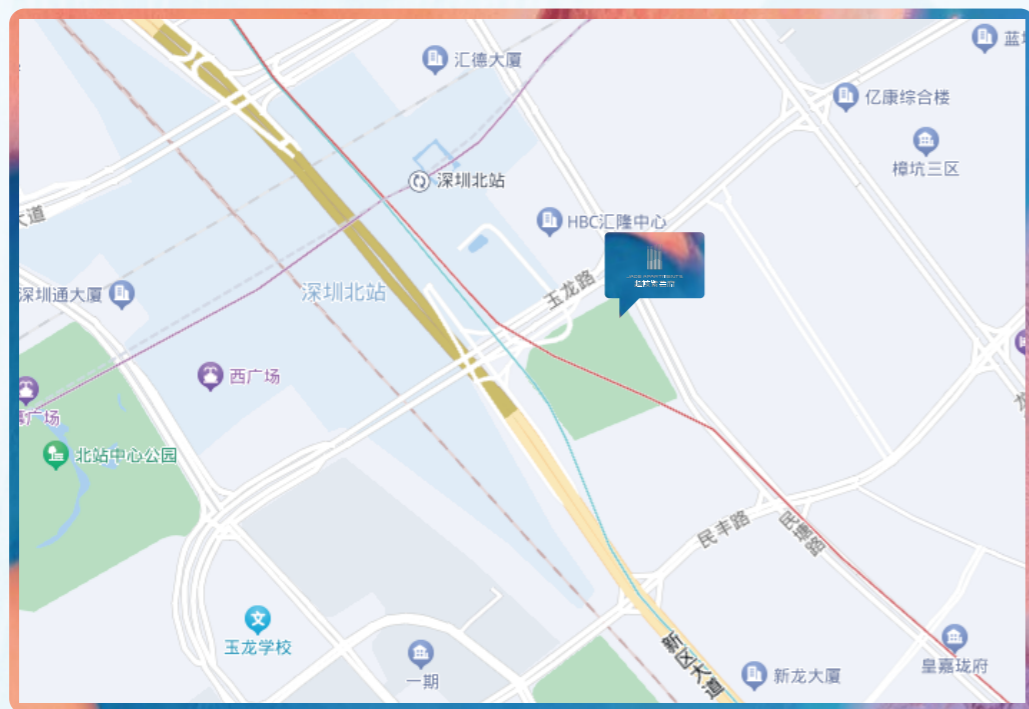 汇德大厦
蓝
亿康综合楼
樟坑三区
深圳北站
HBC汇隆中心
大道
深圳通大厦
深圳北站
玉龙路
西广场
广场
北站中心公园
民丰路
民塘路
龙
玉龙学校
一期
新区大道
新龙大厦
皇嘉珑府